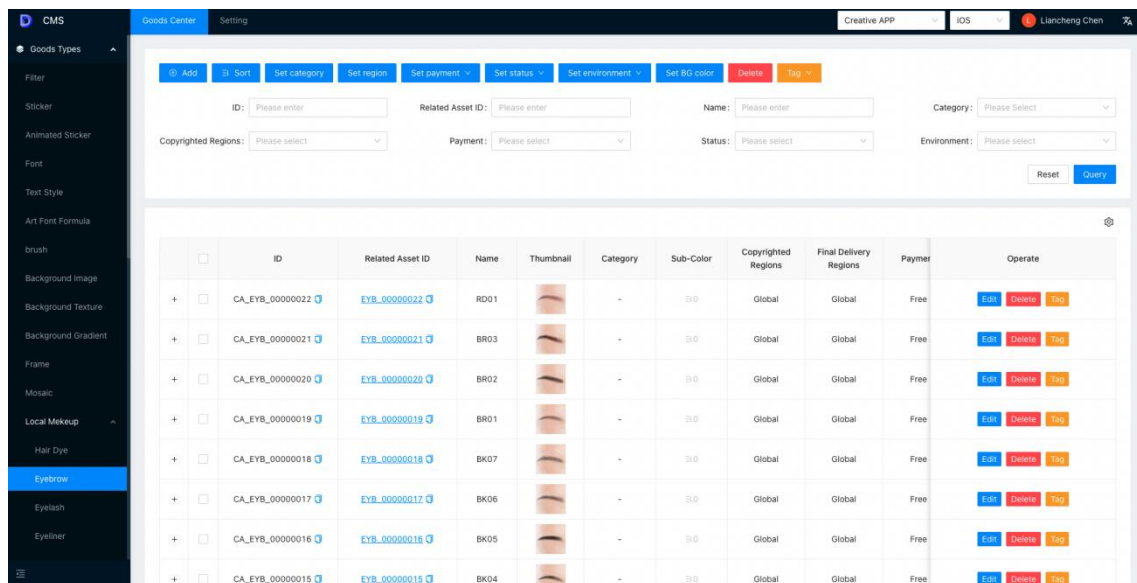 CMS
Goods Center Setting Creative APP iOS L Liancheng Chen
Goods Types
Filter
Sticker
Animated Sticker
Font
Text Style
Art Font Formula
brush
Background Image
Background Texture
Background Gradient
Frame
Mosaic
Local Mekeup
Hair Dye
Eyebrow
Eyelash
Eyeliner
Add Sort Set category Set region Set payment Set status Set environment Set BG color Delete Tag
ID: Please enter Related Asset ID: Please enter Name: Please enter Category: Please Select
Copyrighted Regions: Please select Payment: Please select Status: Please select Environment: Please select
Reset Query
ID Related Asset ID Name Thumbnail Category Sub-Color Copyrighted Regions Final Delivery Regions Paymer Operate
+ CA_EYB_00000022 EYB_00000022 RD01 - 0 Global Global Free Edit Delete Tag
+ CA_EYB_00000021 EYB_00000021 BR03 - 0 Global Global Free Edit Delete Tag
+ CA_EYB_00000020 EYB_00000020 BR02 - 0 Global Global Free Edit Delete Tag
+ CA_EYB_00000019 EYB_00000019 BR01 - 0 Global Global Free Edit Delete Tag
+ CA_EYB_00000018 EYB_00000018 BK07 - 0 Global Global Free Edit Delete Tag
+ CA_EYB_00000017 EYB_00000017 BK06 - 0 Global Global Free Edit Delete Tag
+ CA_EYB_00000016 EYB_00000016 BK05 - 0 Global Global Free Edit Delete Tag
+ CA_EYB_00000015 EYB_00000015 BK04 - 0 Global Global Free Edit Delete Tag